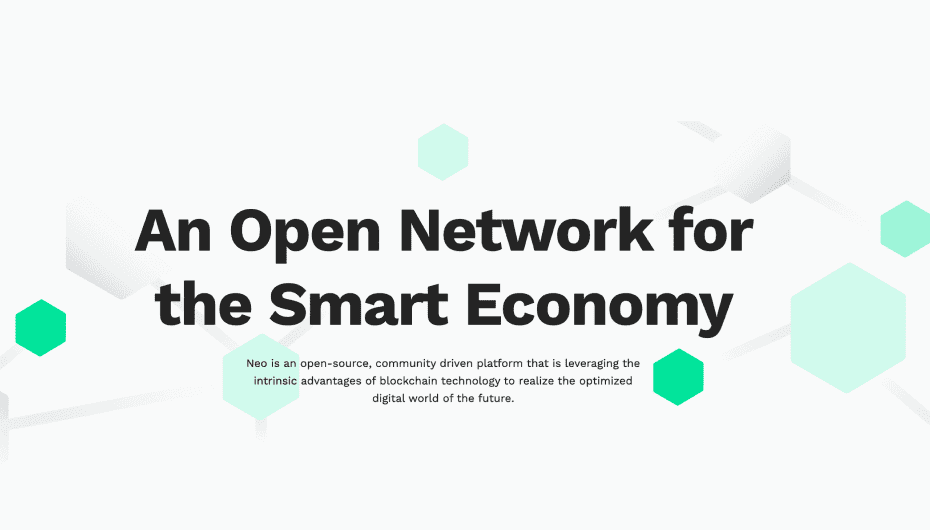 An Open Network for
the Smart Economy
Neo is an open-source, community driven platform that is leveraging the
intrinsic advantages of blockchain technology to realize the optimized
digital world of the future.